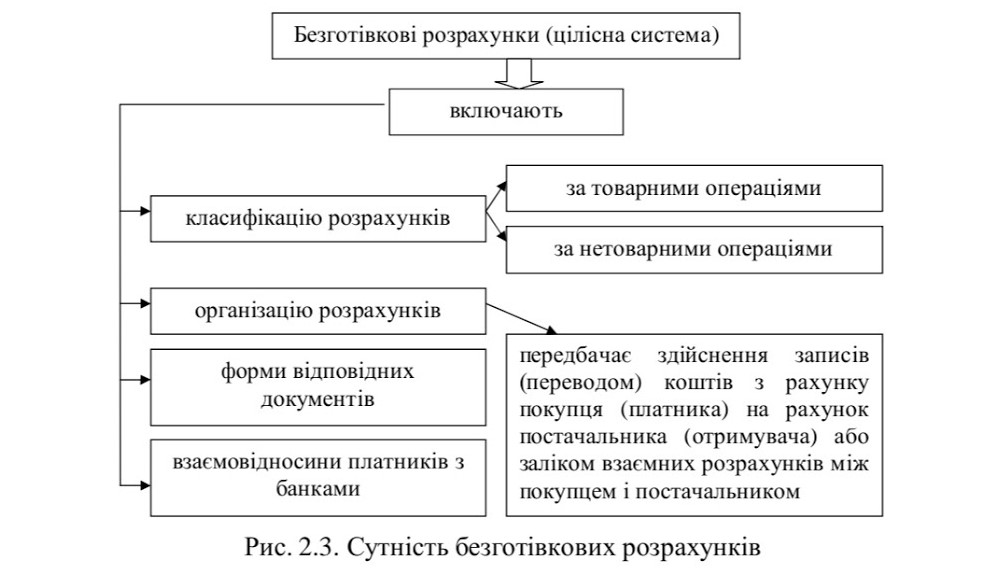 Безготівкові розрахунки (цілісна система)
включають
класифікацію розрахунків
за товарними операціями
за нетоварними операціями
організацію розрахунків
передбачає здійснення записів
(переводом) коштів з рахунку
покупця (платника) на рахунок
постачальника (отримувача) або
заліком взаємних розрахунків між
покупцем і постачальником
форми відповідних
документів
взаємовідносини платників з
банками
Рис. 2.3. Сутність безготівкових розрахунків